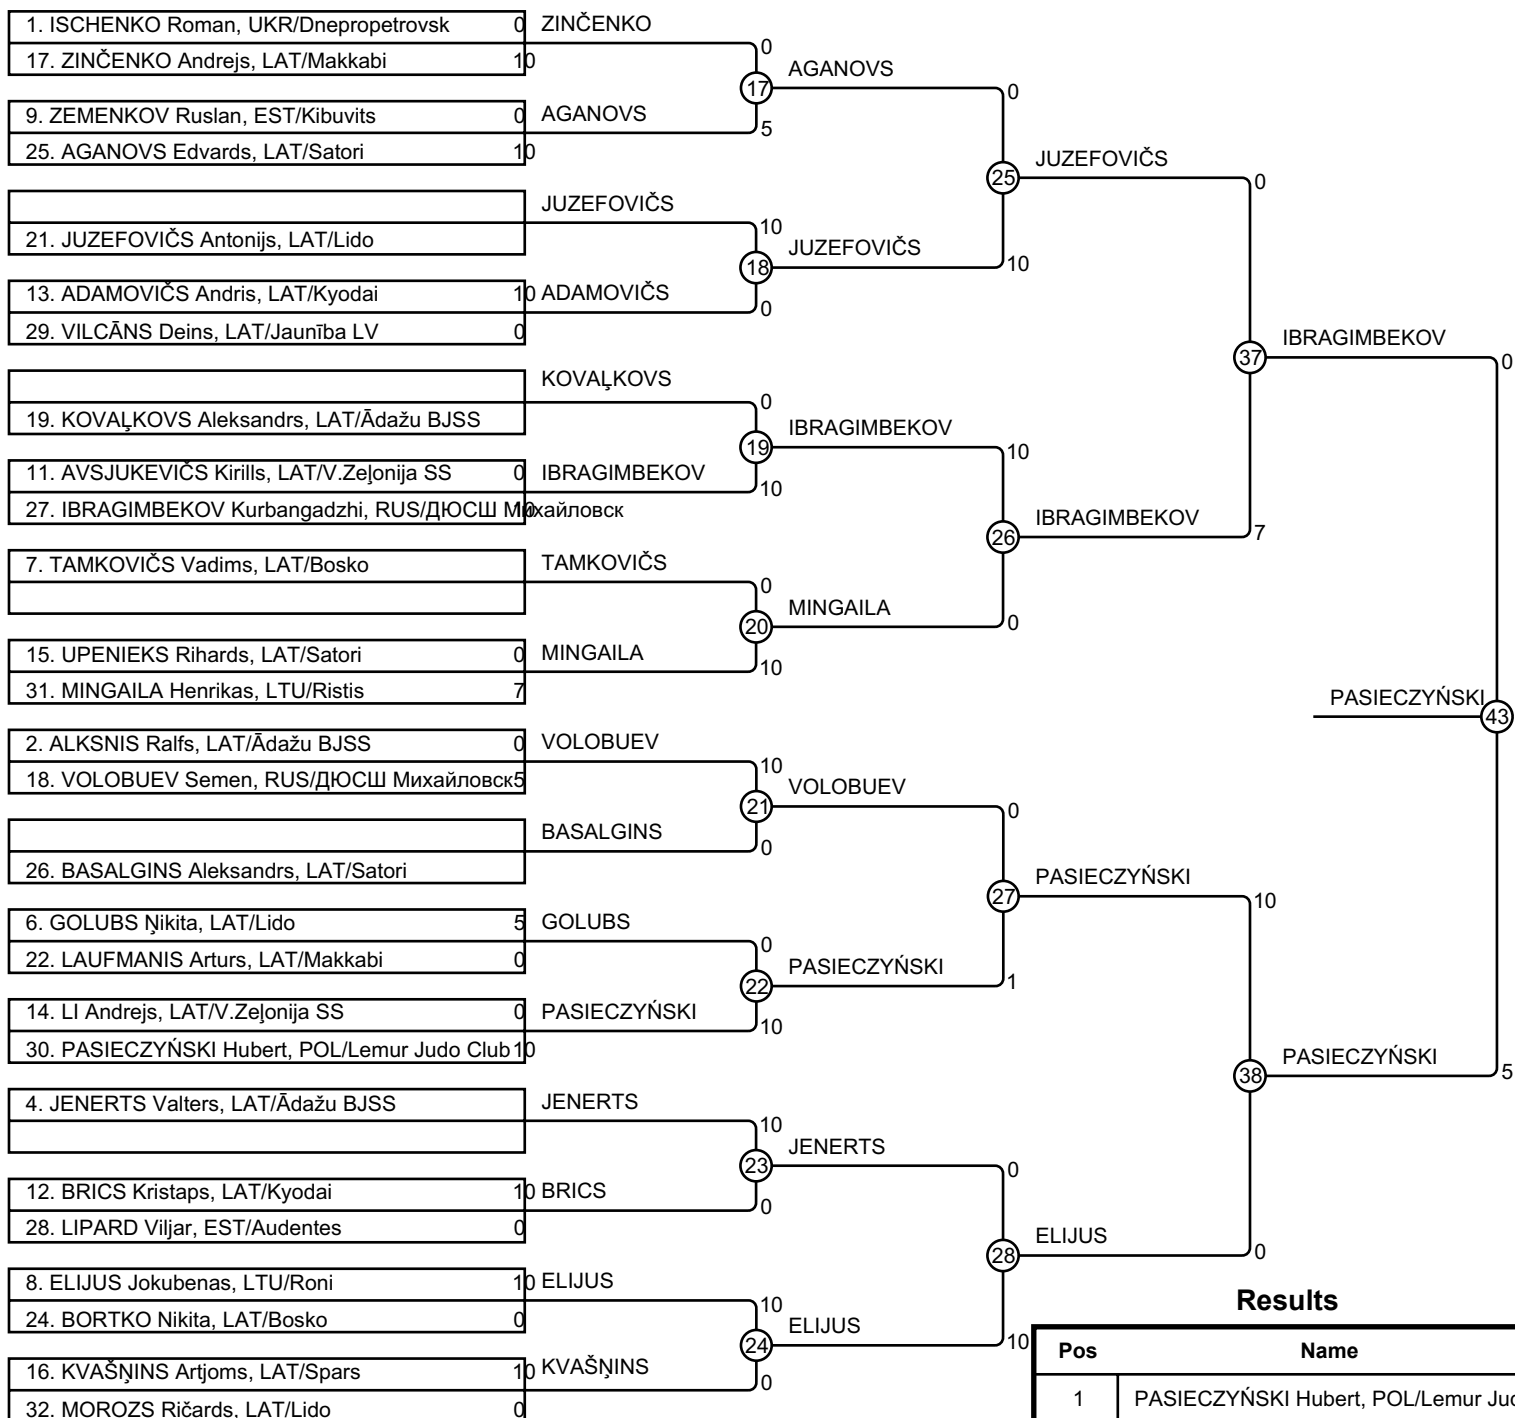 1. ISCHENKO Roman, UKR/Dnepropetrovsk 0 ZINČENKO
0
17. ZINČENKO Andrejs, LAT/Makkabi 10
AGANOVS
17
0
9. ZEMENKOV Ruslan, EST/Kibuvits 0 AGANOVS
5
25. AGANOVS Edvards, LAT/Satori 10
JUZEFOVIČS
25
0
JUZEFOVIČS
10
21. JUZEFOVIČS Antonijs, LAT/Lido
JUZEFOVIČS
18
10
13. ADAMOVIČS Andris, LAT/Kyodai 10 ADAMOVIČS
0
29. VILCĀNS Deins, LAT/Jaunība LV 0
IBRAGIMBEKOV
37
0
KOVAĻKOVS
0
19. KOVAĻKOVS Aleksandrs, LAT/Ādažu BJSS
IBRAGIMBEKOV
19
10
11. AVSJUKEVIČS Kirills, LAT/V.Zeļonija SS 0 IBRAGIMBEKOV
10
27. IBRAGIMBEKOV Kurbangadzhi, RUS/ДЮСШ Михайловск 10
IBRAGIMBEKOV
26
7
7. TAMKOVIČS Vadims, LAT/Bosko TAMKOVIČS
0
MINGAILA
20
0
15. UPENIEKS Rihards, LAT/Satori 0 MINGAILA
10
31. MINGAILA Henrikas, LTU/Ristis 7
PASIECZYŃSKI
43
2. ALKSNIS Ralfs, LAT/Ādažu BJSS 0 VOLOBUEV
10
18. VOLOBUEV Semen, RUS/ДЮСШ Михайловск 5
VOLOBUEV
21
0
BASALGINS
0
26. BASALGINS Aleksandrs, LAT/Satori
PASIECZYŃSKI
27
10
6. GOLUBS Ņikita, LAT/Lido 5 GOLUBS
0
22. LAUFMANIS Arturs, LAT/Makkabi 0
PASIECZYŃSKI
22
1
14. LI Andrejs, LAT/V.Zeļonija SS 0 PASIECZYŃSKI
10
30. PASIECZYŃSKI Hubert, POL/Lemur Judo Club 10
PASIECZYŃSKI
38
5
4. JENERTS Valters, LAT/Ādažu BJSS JENERTS
10
JENERTS
23
0
12. BRICS Kristaps, LAT/Kyodai 10 BRICS
0
28. LIPARD Viljar, EST/Audentes 0
ELIJUS
28
0
8. ELIJUS Jokubenas, LTU/Roni 10 ELIJUS
10
24. BORTKO Nikita, LAT/Bosko 0
ELIJUS
24
10
16. KVAŠŅINS Artjoms, LAT/Spars 10 KVAŠŅINS
0
32. MOROZS Ričards, LAT/Lido 0
Results
Pos Name
1 PASIECZYŃSKI Hubert, POL/Lemur